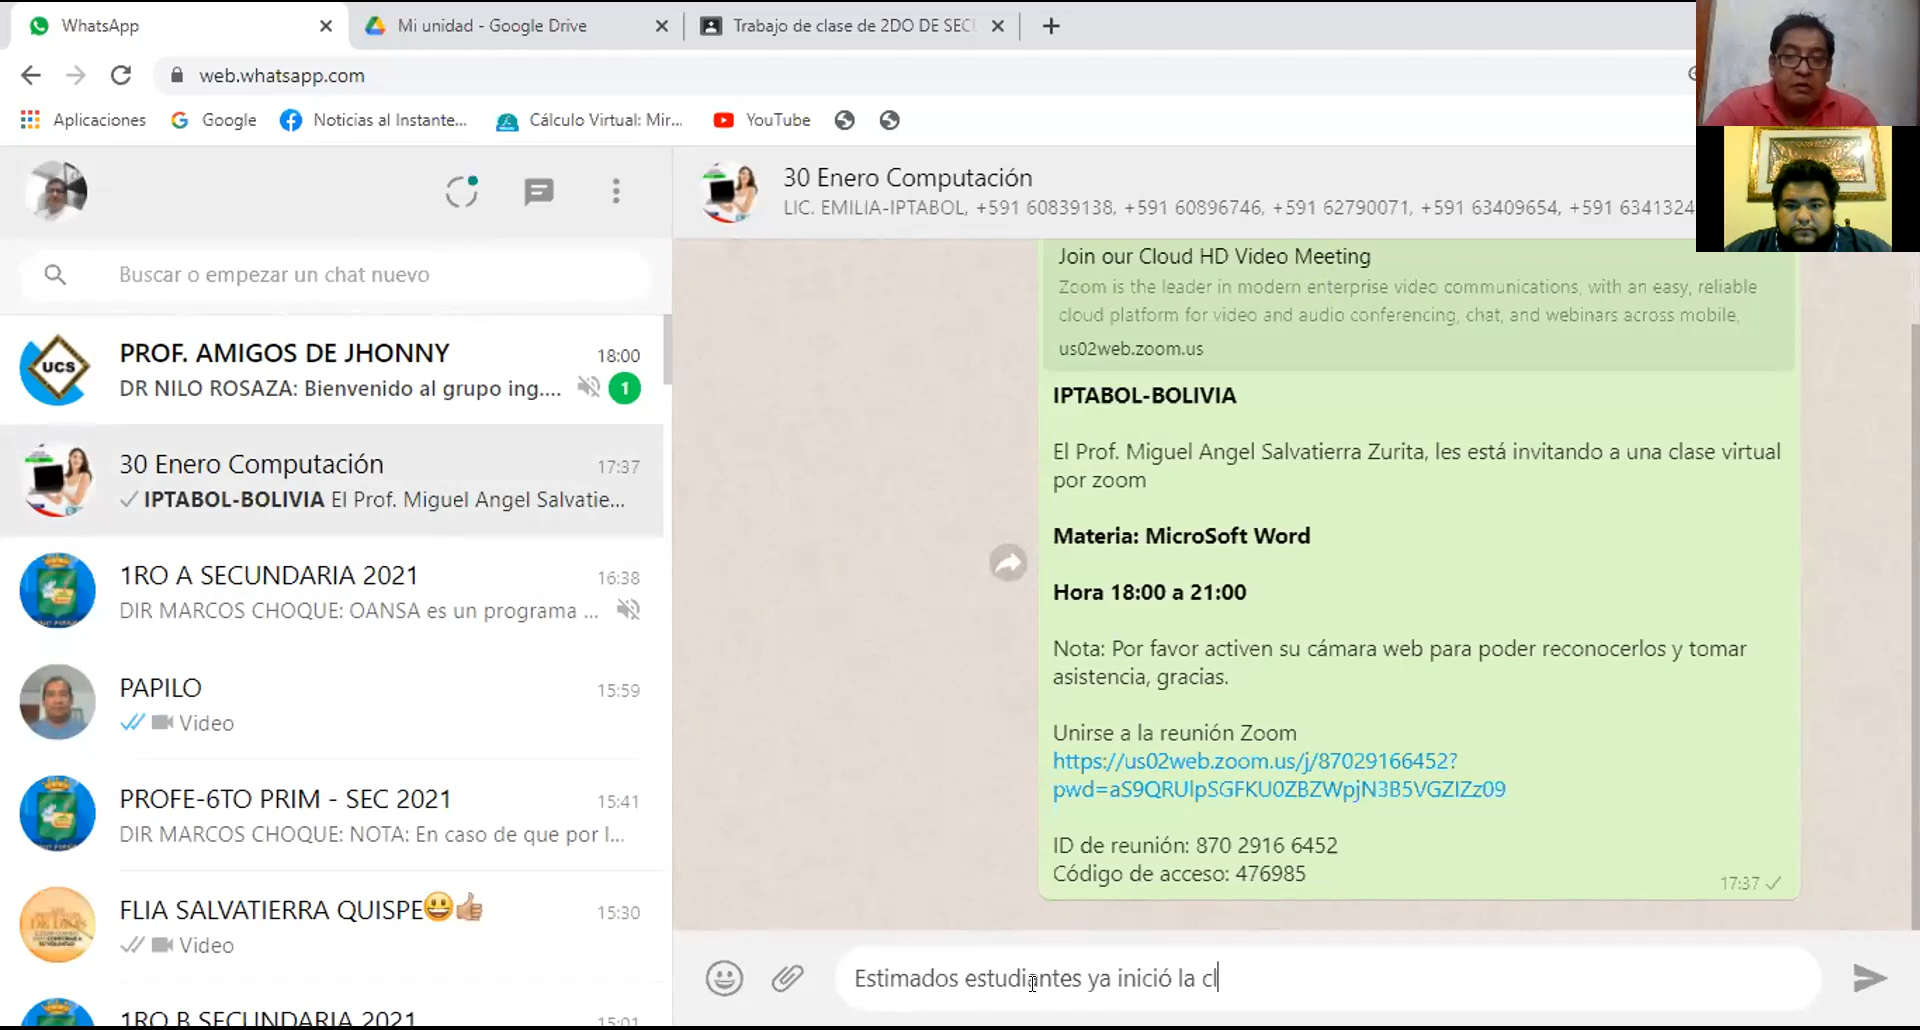 WhatsApp
Mi unidad - Google Drive
Trabajo de clase de 2DO DE SEC
web.whatsapp.com
Aplicaciones
Google
Noticias al Instante...
Cálculo Virtual: Mir...
YouTube
Buscar o empezar un chat nuevo
UCS
PROF. AMIGOS DE JHONNY
18:00
DR NILO ROSAZA: Bienvenido al grupo ing....
1
30 Enero Computación
17:37
IPTABOL-BOLIVIA El Prof. Miguel Angel Salvatie...
1RO A SECUNDARIA 2021
16:38
DIR MARCOS CHOQUE: OANSA es un programa ...
PAPILO
15:59
Video
PROFE-6TO PRIM - SEC 2021
15:41
DIR MARCOS CHOQUE: NOTA: En caso de que por l...
FLIA SALVATIERRA QUISPE😃👍🏼
15:30
Video
1RO B SECUNDARIA 2021
15:01
30 Enero Computación
LIC. EMILIA-IPTABOL, +591 60839138, +591 60896746, +591 62790071, +591 63409654, +591 6341324
Join our Cloud HD Video Meeting
Zoom is the leader in modern enterprise video communications, with an easy, reliable
cloud platform for video and audio conferencing, chat, and webinars across mobile,
us02web.zoom.us
IPTABOL-BOLIVIA
El Prof. Miguel Angel Salvatierra Zurita, les está invitando a una clase virtual
por zoom
Materia: MicroSoft Word
Hora 18:00 a 21:00
Nota: Por favor activen su cámara web para poder reconocerlos y tomar
asistencia, gracias.
Unirse a la reunión Zoom
https://us02web.zoom.us/j/87029166452?
pwd=aS9QRUlpSGFKU0ZBZWpjN3B5VGZIZz09
ID de reunión: 870 2916 6452
Código de acceso: 476985
17:37
Estimados estudiantes ya inició la cl